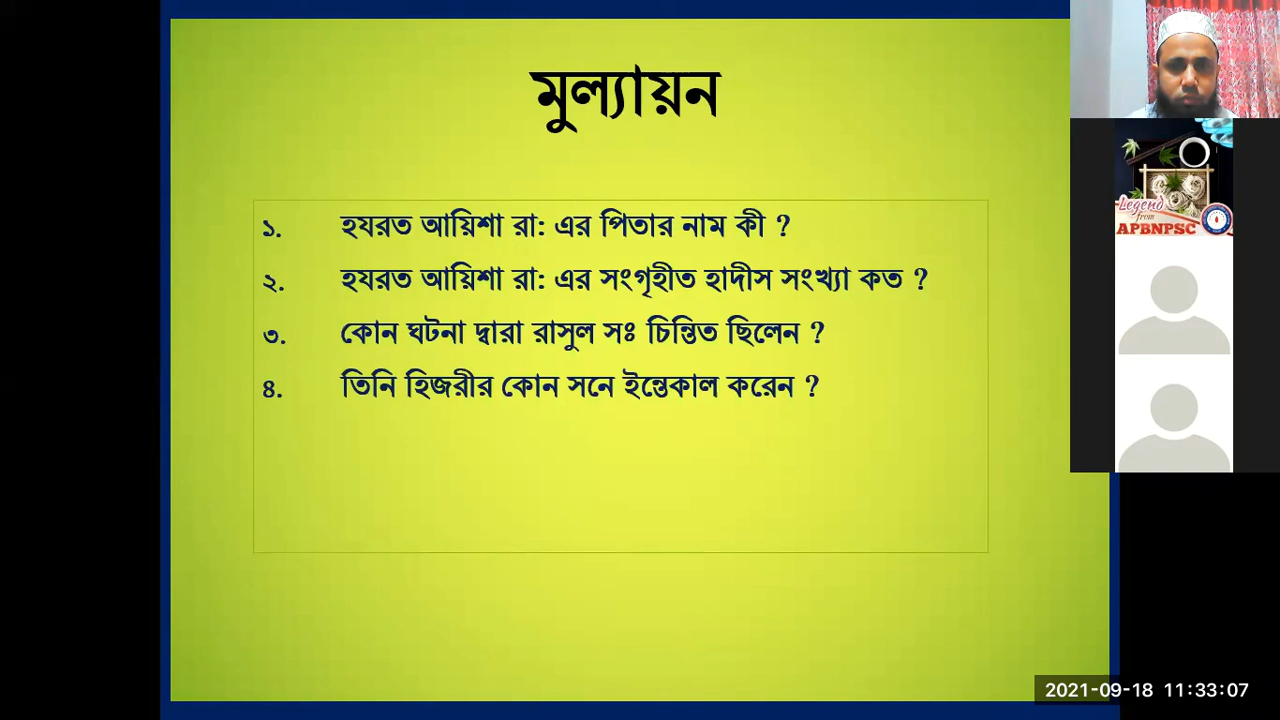 মুল্যায়ন
১. হযরত আয়িশা রা: এর পিতার নাম কী ?
২. হযরত আয়িশা রা: এর সংগৃহীত হাদীস সংখ্যা কত ?
৩. কোন ঘটনা দ্বারা রাসুল সঃ চিন্তিত ছিলেন ?
৪. তিনি হিজরীর কোন সনে ইন্তেকাল করেন ?
Legend
from
APBNPSC
2021-09-18 11:33:07